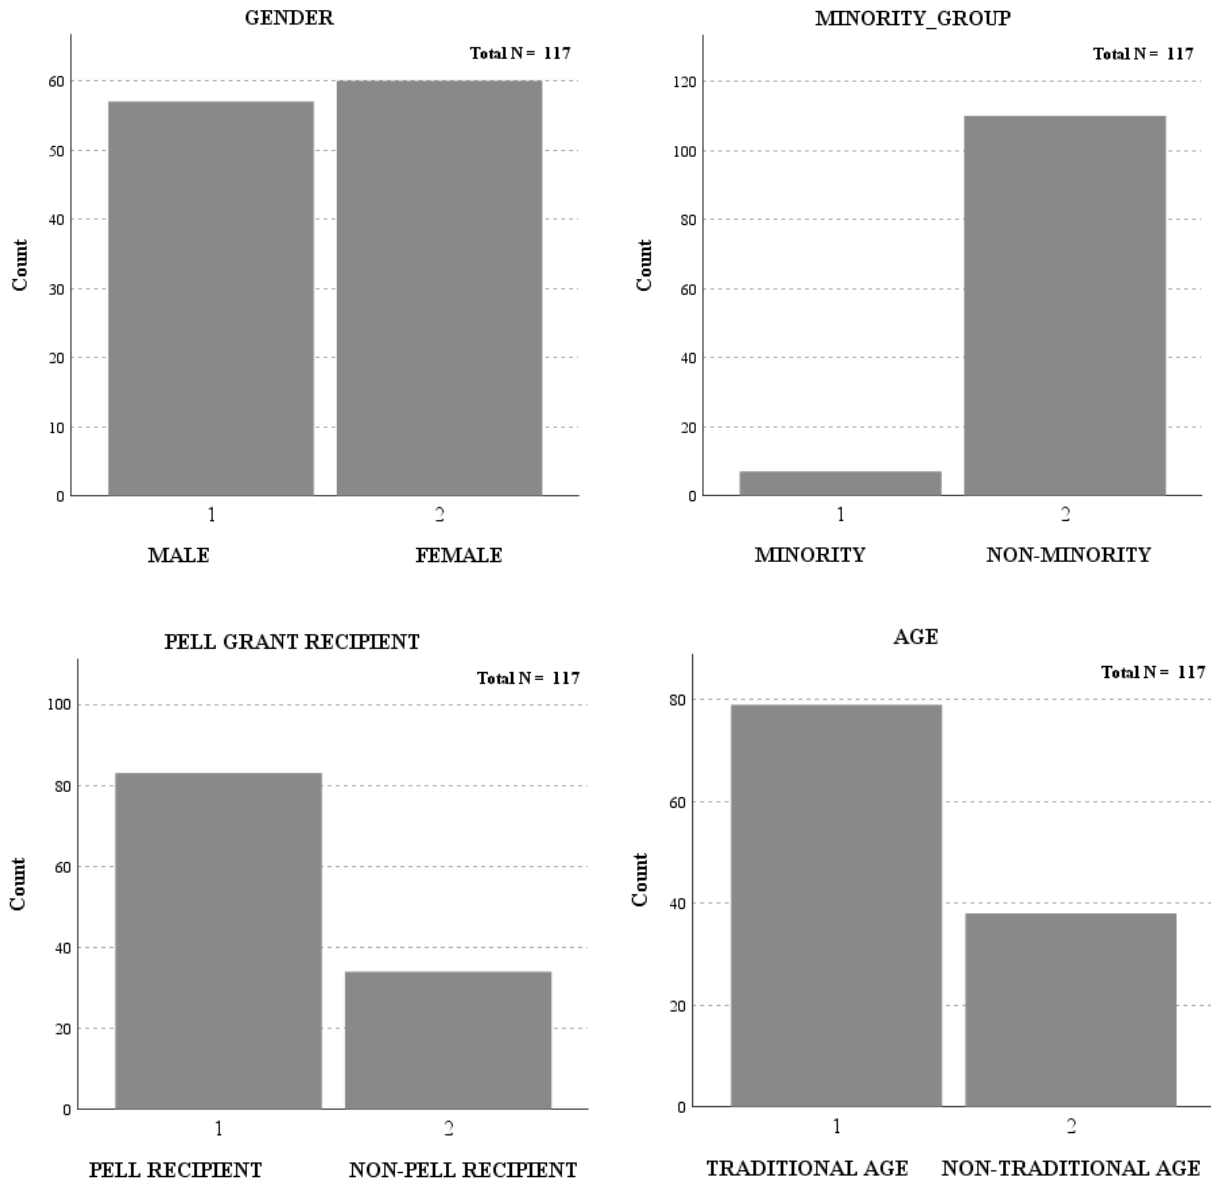 GENDER
Total N = 117
60
50
40
30
20
10
0
Count
1
2
MALE
FEMALE
MINORITY_GROUP
Total N = 117
120
100
80
60
40
20
0
Count
1
2
MINORITY
NON-MINORITY
PELL GRANT RECIPIENT
Total N = 117
100
80
60
40
20
0
Count
1
2
PELL RECIPIENT
NON-PELL RECIPIENT
AGE
Total N = 117
80
60
40
20
0
Count
1
2
TRADITIONAL AGE
NON-TRADITIONAL AGE